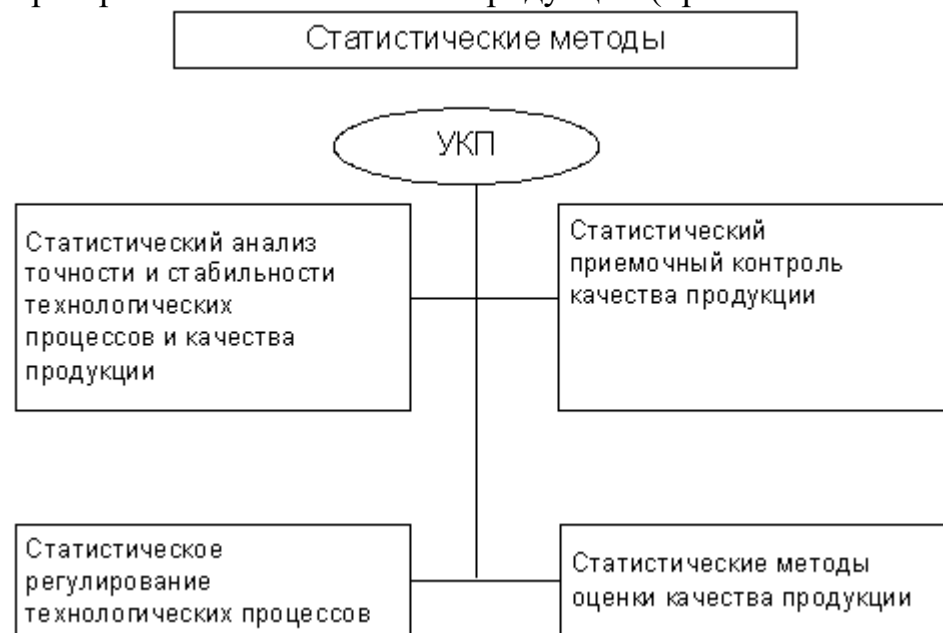 Статистические методы
УКП
Статистический анализ
точности и стабильности
технологических
процессов и качества
продукции
Статистический
приемочный контроль
качества продукции
Статистическое
регулирование
технологических процессов
Статистические методы
оценки качества продукции